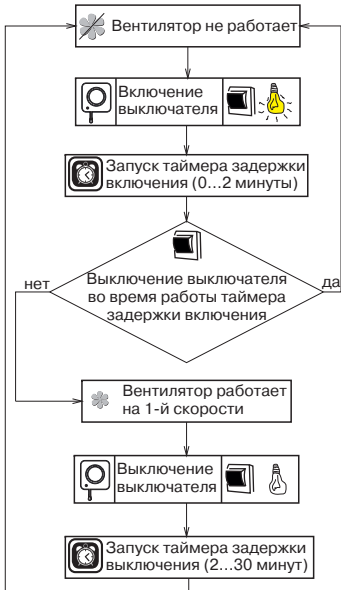 Вентилятор не работает
Включение
выключателя
Запуск таймера задержки
включения (0...2 минуты)
нет
да
Выключение выключателя
во время работы таймера
задержки включения
Вентилятор работает
на 1-й скорости
Выключение
выключателя
Запуск таймера задержки
выключения (2...30 минут)